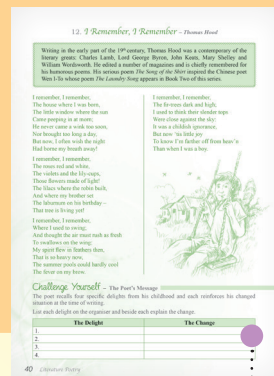 12. I Remember, I Remember – Thomas Hood
Writing in the early part of the 19th century, Thomas Hood was a contemporary of the
literary greats: Charles Lamb, Lord George Byron, John Keats, Mary Shelley and
William Wordsworth. He edited a number of magazines and is chiefly remembered for
his humorous poems. His serious poem The Song of the Shirt inspired the Chinese poet
Wen I-To whose poem The Laundry Song appears in Book Two of this series.
I remember, I remember,
The house where I was born,
The little window where the sun
Came peeping in at morn;
He never came a wink too soon,
Nor brought too long a day,
But now, I often wish the night
Had borne my breath away!
I remember, I remember,
The roses red and white,
The violets and the lily-cups,
Those flowers made of light!
The lilacs where the robin built,
And where my brother set
The laburnum on his birthday –
That tree is living yet!
I remember, I remember,
Where I used to swing,
And thought the air must rush as fresh
To swallows on the wing:
My spirit flew in feathers then,
That is so heavy now,
The summer pools could hardly cool
The fever on my brow.
I remember, I remember,
The fir-trees dark and high,
I used to think their slender tops
Were close against the sky:
It was a childish ignorance,
But now 'tis little joy
To know I'm farther off from heav'n
Than when I was a boy.
Challenge Yourself – The Poet's Message
The poet recalls four specific delights from his childhood and each reinforces his changed
situation at the time of writing.
List each delight on the organiser and beside each explain the change.
The Delight The Change
1.
2.
3.
4.
40 Literature Poetry